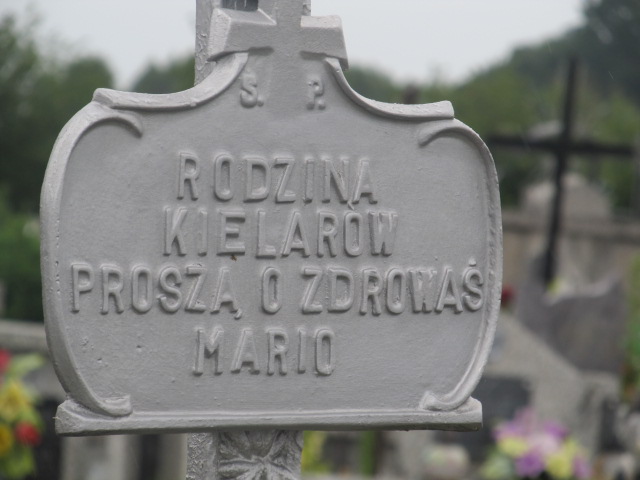 S. P.
RODZINA
KIELARÓW
PROSZĄ O ZDROWAŚ
MARIO